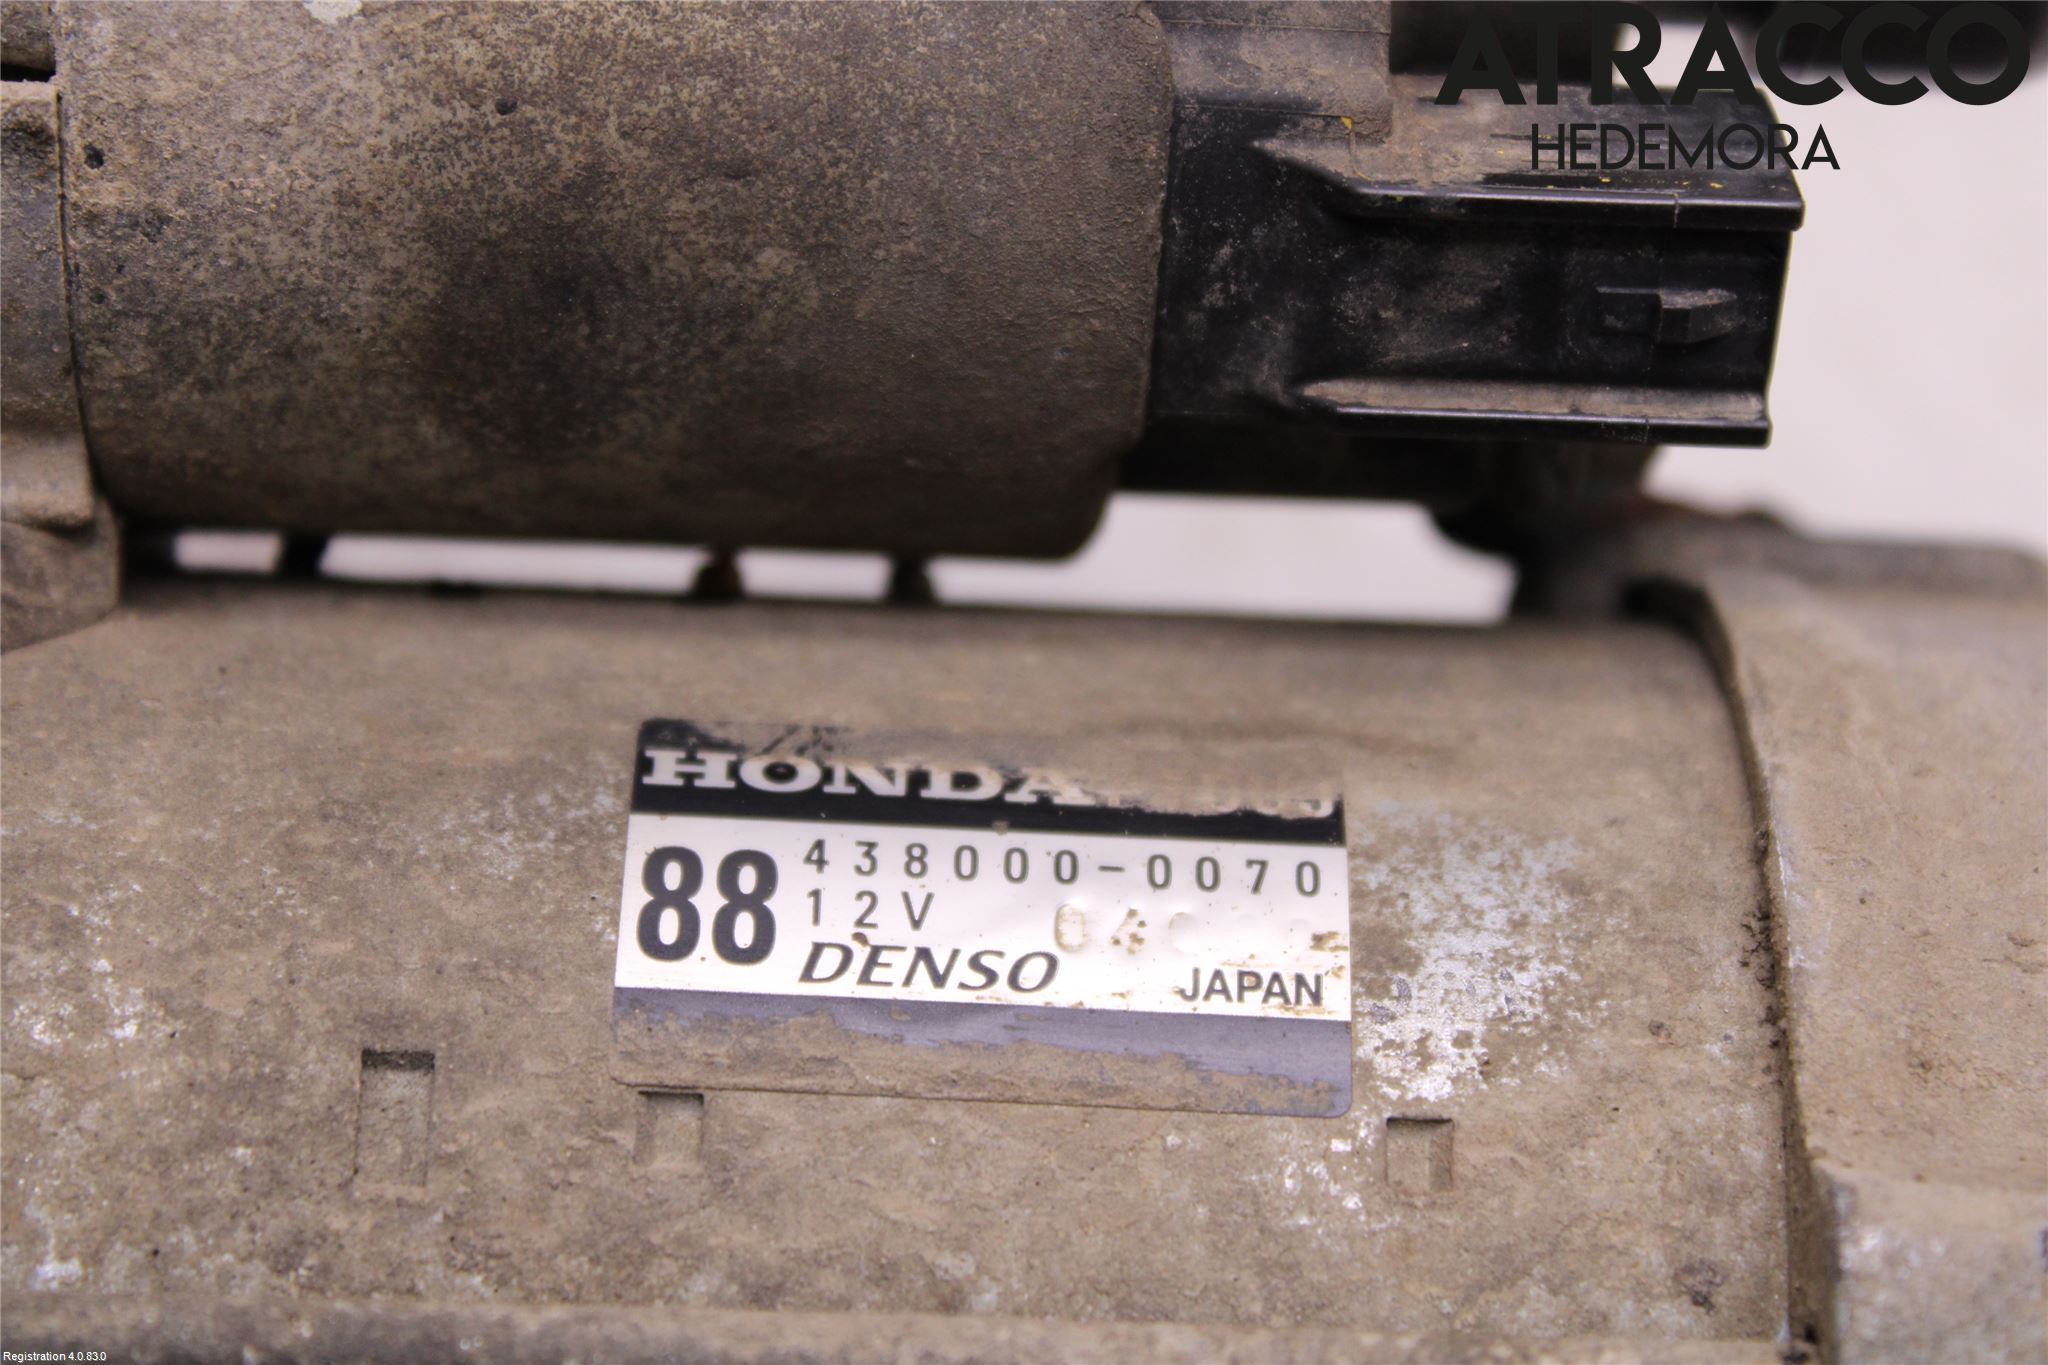 ATRACCO
HEDEMORA
HONDA
88
438000-0070
12V
DENSO
JAPAN
Registration 4.0.83.0